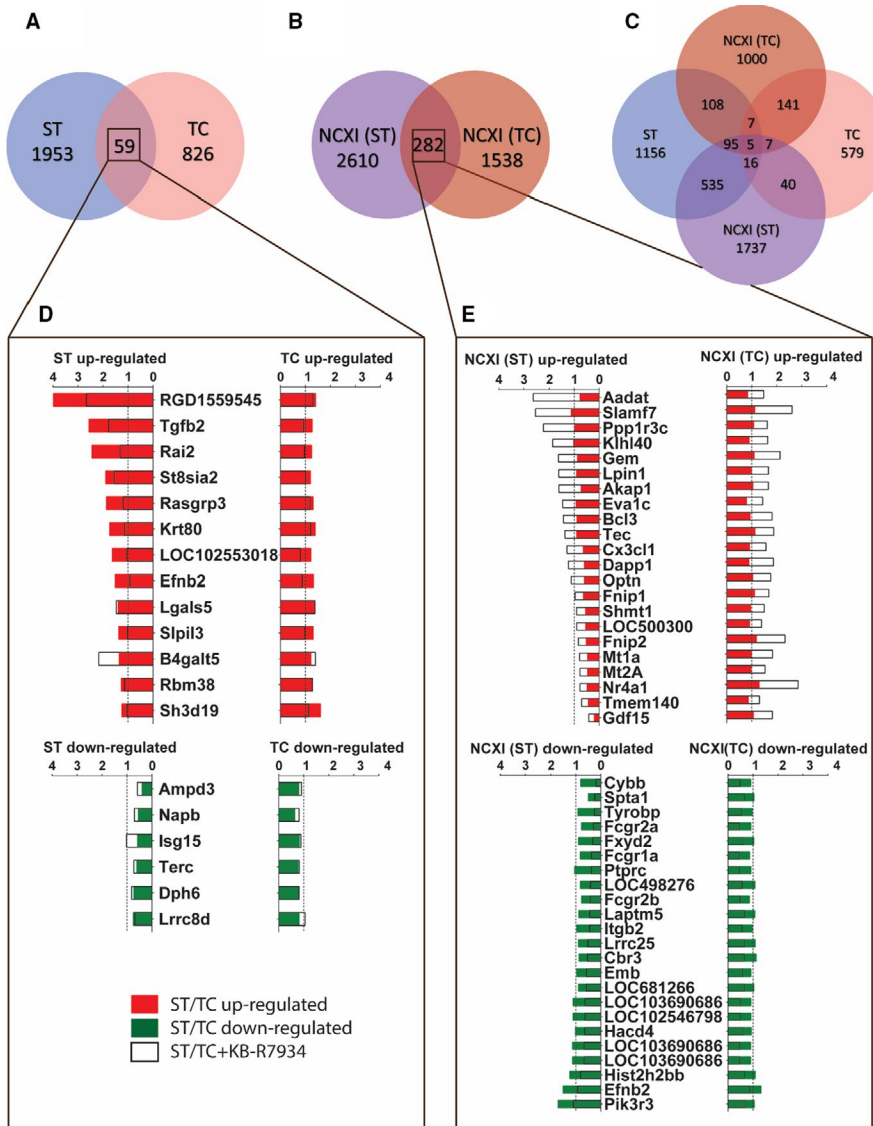 A
B
C
ST
1953
59
TC
826
NCXI (ST)
2610
282
NCXI (TC)
1538
NCXI (TC)
1000
108
141
7
ST
1156
95 5 7
TC
579
16
535
40
NCXI (ST)
1737
D
ST up-regulated
TC up-regulated
4 3 2 1 0
0 1 2 3 4
RGD1559545
Tgfb2
Rai2
St8sia2
Rasgrp3
Krt80
LOC102553018
Efnb2
Lgals5
Slpil3
B4galt5
Rbm38
Sh3d19
ST down-regulated
TC down-regulated
4 3 2 1 0
0 1 2 3 4
Ampd3
Napb
Isg15
Terc
Dph6
Lrrc8d
ST/TC up-regulated
ST/TC down-regulated
ST/TC+KB-R7934
E
NCXI (ST) up-regulated
NCXI (TC) up-regulated
4 3 2 1 0
0 1 2 3 4
Aadat
Slamf7
Ppp1r3c
Klhl40
Gem
Lpin1
Akap1
Eva1c
Bcl3
Tec
Cx3cl1
Dapp1
Optn
Fnip1
Shmt1
LOC500300
Fnip2
Mt1a
Mt2A
Nr4a1
Tmem140
Gdf15
NCXI (ST) down-regulated
NCXI(TC) down-regulated
4 3 2 1 0
0 1 2 3 4
Cybb
Spta1
Tyrobp
Fcgr2a
Fxyd2
Fcgr1a
Ptprc
LOC498276
Fcgr2b
Laptm5
Itgb2
Lrrc25
Cbr3
Emb
LOC681266
LOC103690686
LOC102546798
Hacd4
LOC103690686
LOC103690686
Hist2h2bb
Efnb2
Pik3r3